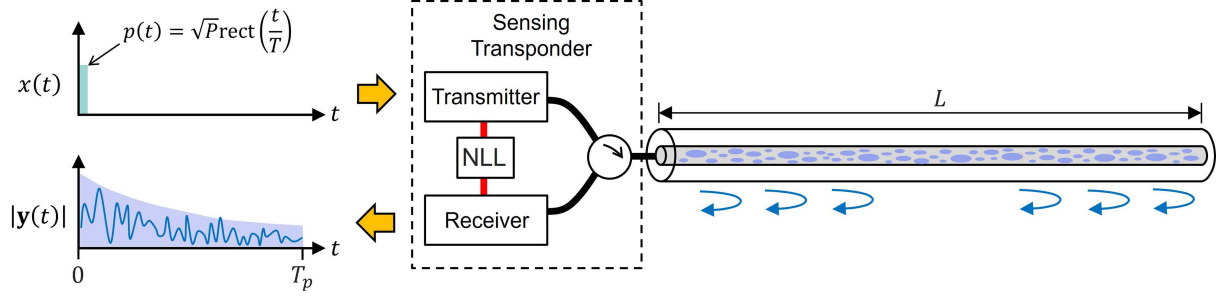 p(t) = √P rect(t/T)
x(t)
t
|y(t)|
t
0
T_p
Sensing
Transponder
Transmitter
NLL
Receiver
L